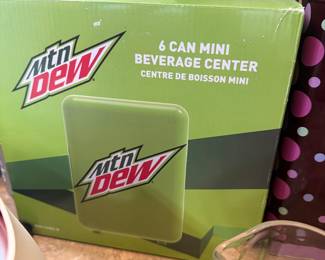 Mtn
DEW
6 CAN MINI
BEVERAGE CENTER
CENTRE DE BOISSON MINI
Mtn
DEW